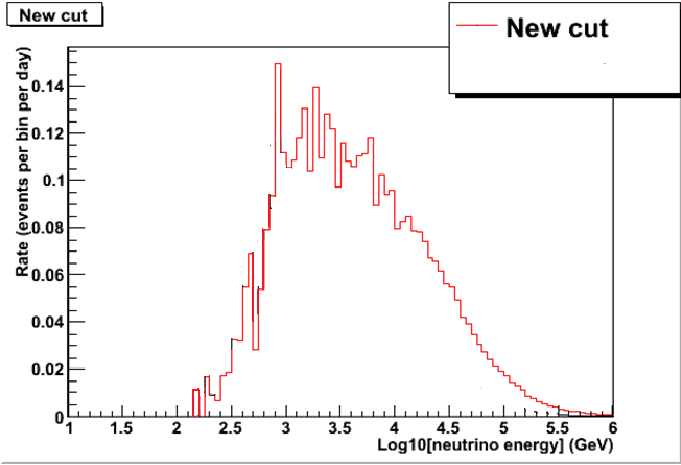 New cut
New cut
Rate (events per bin per day)
0.14
0.12
0.1
0.08
0.06
0.04
0.02
0
1 1.5 2 2.5 3 3.5 4 4.5 5 5.5 6
Log10[neutrino energy] (GeV)